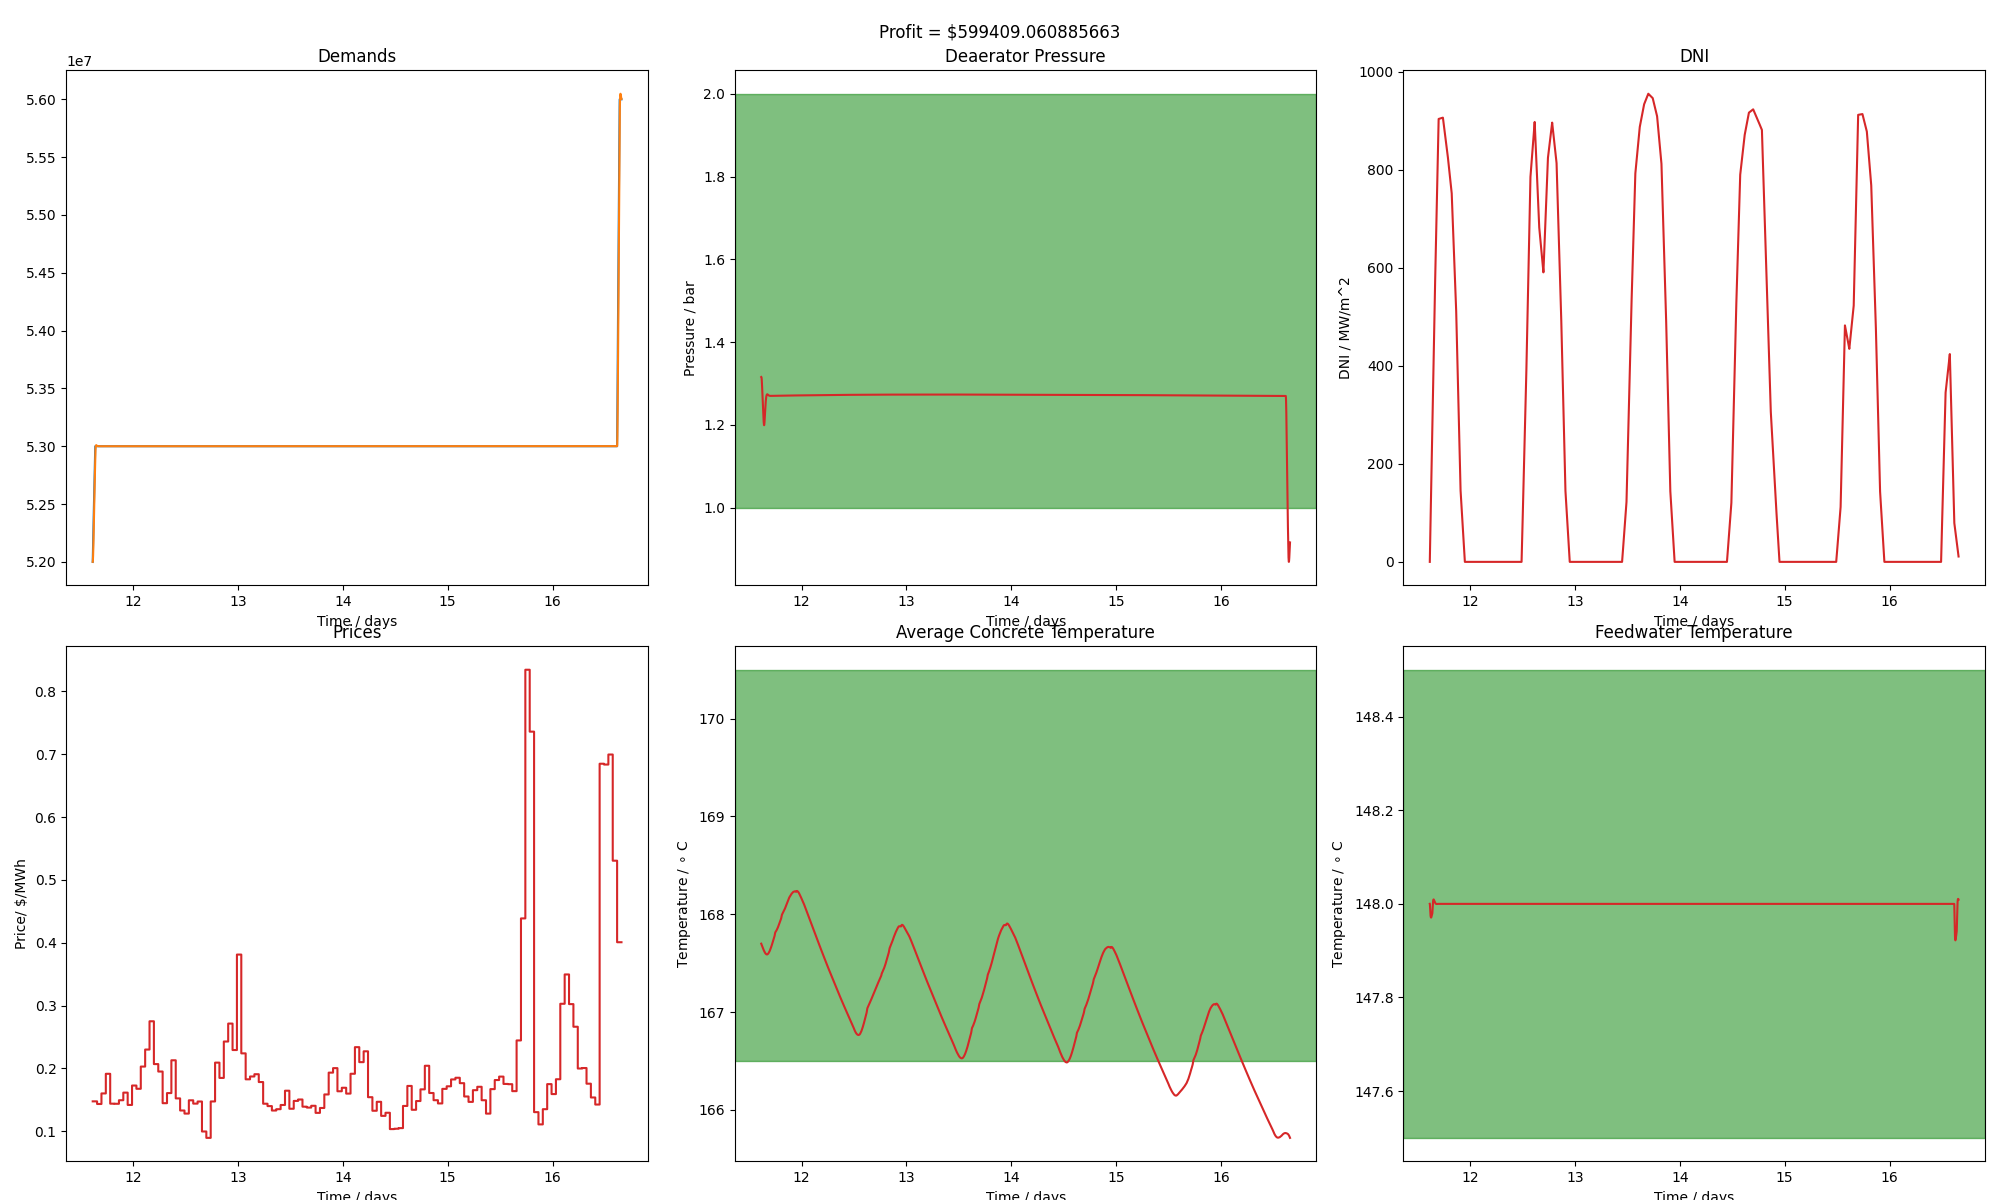 Profit = $599409.060885663
Demands
1e7
5.60
5.55
5.50
5.45
5.40
5.35
5.30
5.25
5.20
12 13 14 15 16
Time / days
Deaerator Pressure
Pressure / bar
2.0
1.8
1.6
1.4
1.2
1.0
12 13 14 15 16
Time / days
DNI
DNI / MW/m^2
1000
800
600
400
200
0
12 13 14 15 16
Time / days
Prices
Price/ $/MWh
0.8
0.7
0.6
0.5
0.4
0.3
0.2
0.1
12 13 14 15 16
Time / days
Average Concrete Temperature
Temperature / ∘ C
170
169
168
167
166
12 13 14 15 16
Time / days
Feedwater Temperature
Temperature / ∘ C
148.4
148.2
148.0
147.8
147.6
12 13 14 15 16
Time / days